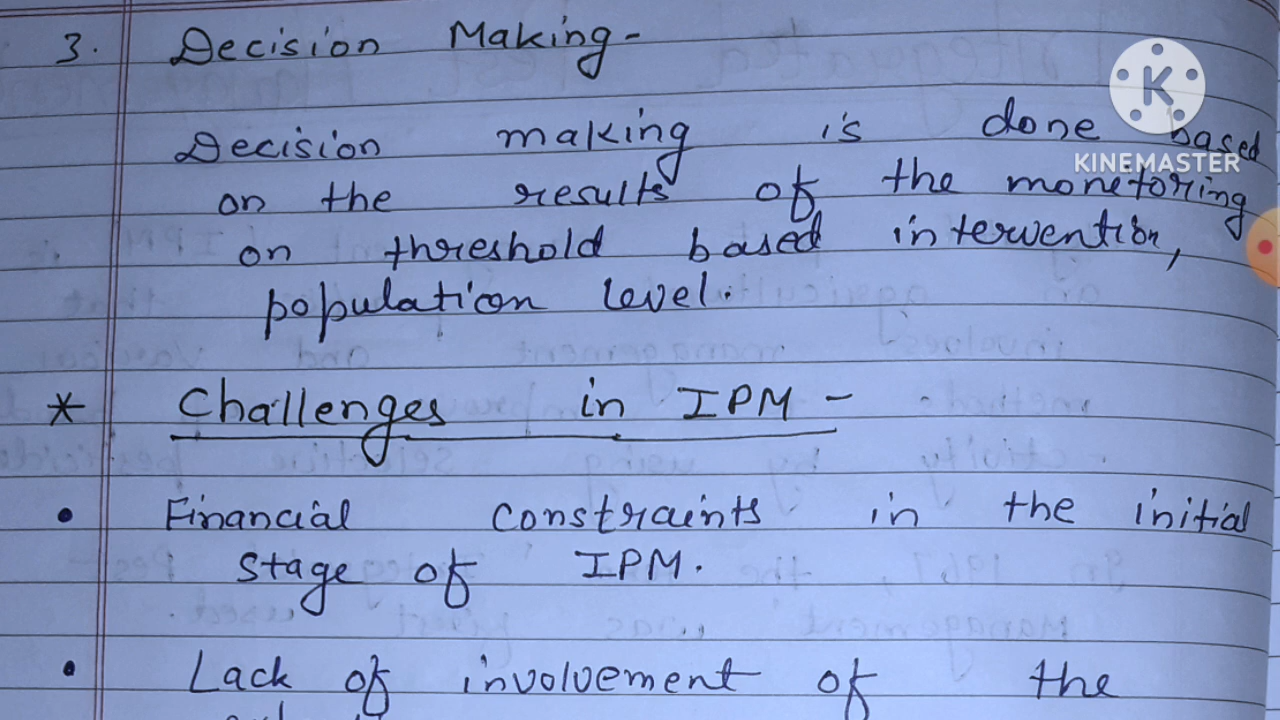 3. Decision Making-
Decision making is done based
on the results of the monetoring
on threshold based intervention,
population level.
* Challenges in IPM -
• Financial constraints in the initial
stage of IPM.
• Lack of involvement of the
K
KINEMASTER